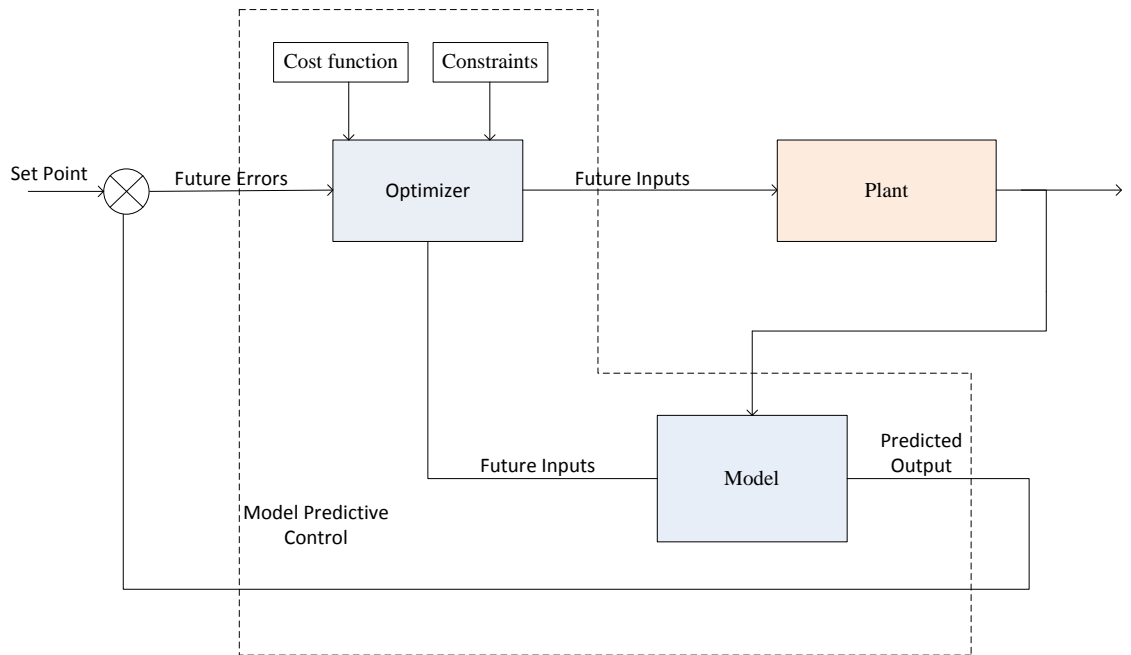 Cost function
Constraints
Set Point
Future Errors
Optimizer
Future Inputs
Plant
Future Inputs
Model
Predicted
Output
Model Predictive
Control